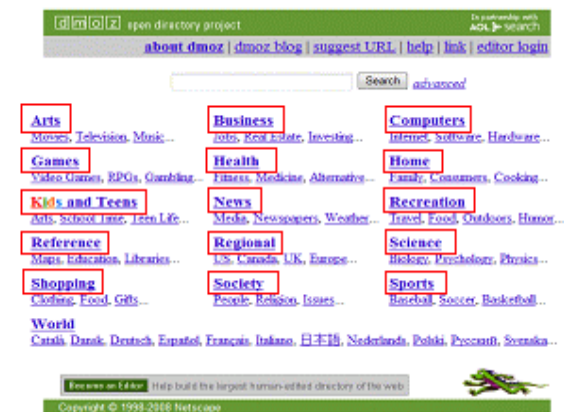 dmoz open directory project
In partnership with
AOL Search
about dmoz | dmoz blog | suggest URL | help | link | editor login
Search advanced
Arts Business Computers
Movies, Television, Music... Jobs, Real Estate, Investing... Internet, Software, Hardware...
Games Health Home
Video Games, RPGs, Gambling... Fitness, Medicine, Alternative... Family, Consumers, Cooking...
Kids and Teens News Recreation
Arts, School Time, Teen Life... Media, Newspapers, Weather... Travel, Food, Outdoors, Humor...
Reference Regional Science
Maps, Education, Libraries... US, Canada, UK, Europe... Biology, Psychology, Physics...
Shopping Society Sports
Clothing, Food, Gifts... People, Religion, Issues... Baseball, Soccer, Basketball...
World
Català, Dansk, Deutsch, Español, Français, Italiano, 日本語, Nederlands, Polski, Русский, Svenska...
Become an Editor Help build the largest human-edited directory of the web
Copyright © 1998-2008 Netscape